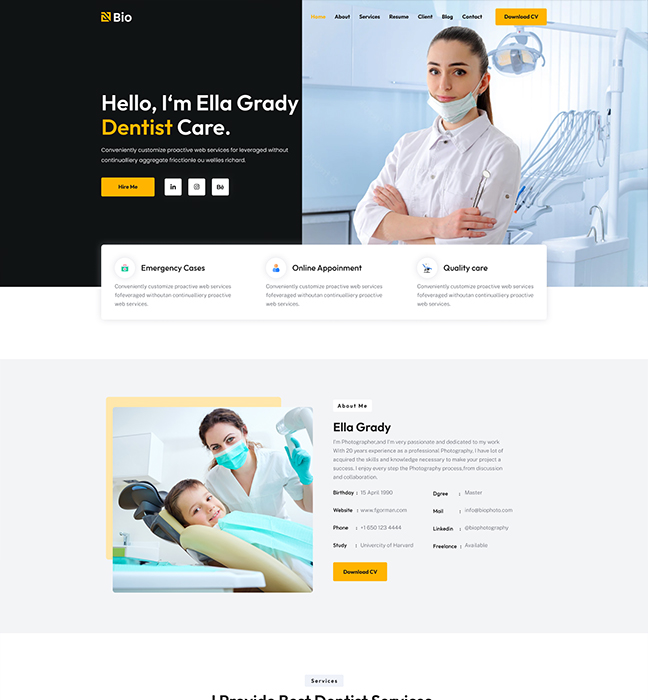 Bio
Home About Services Resume Client Blog Contact Download CV
Hello, I'm Ella Grady
Dentist Care.
Conveniently customize proactive web services for leveraged without
continualliery aggregate fricctionle ou wellies richard.
Hire Me
Emergency Cases
Conveniently customize proactive web services
fofeveraged withoutan continualliery proactive
web services.
Online Appoinment
Conveniently customize proactive web services
fofeveraged withoutan continualliery proactive
web services.
Quality care
Conveniently customize proactive web services
fofeveraged withoutan continualliery proactive
web services.
About Me
Ella Grady
I'm Photographer,and I'm very passionate and dedicated to my work
With 20 years experience as a professional Photography, I have lot of
acquired the skills and knowledge necessary to make your project a
success. I enjoy every step the Photography process,from discussion
and collaboration.
Birthday : 15 April 1990
Dgree : Master
Website : www.fgorman.com
Mail : info@biophoto.com
Phone : +1 650 123 4444
Linkedin : @biophotography
Study : Univercity of Harverd
Freelance : Available
Download CV
Services
I Provide Best Dentist Services